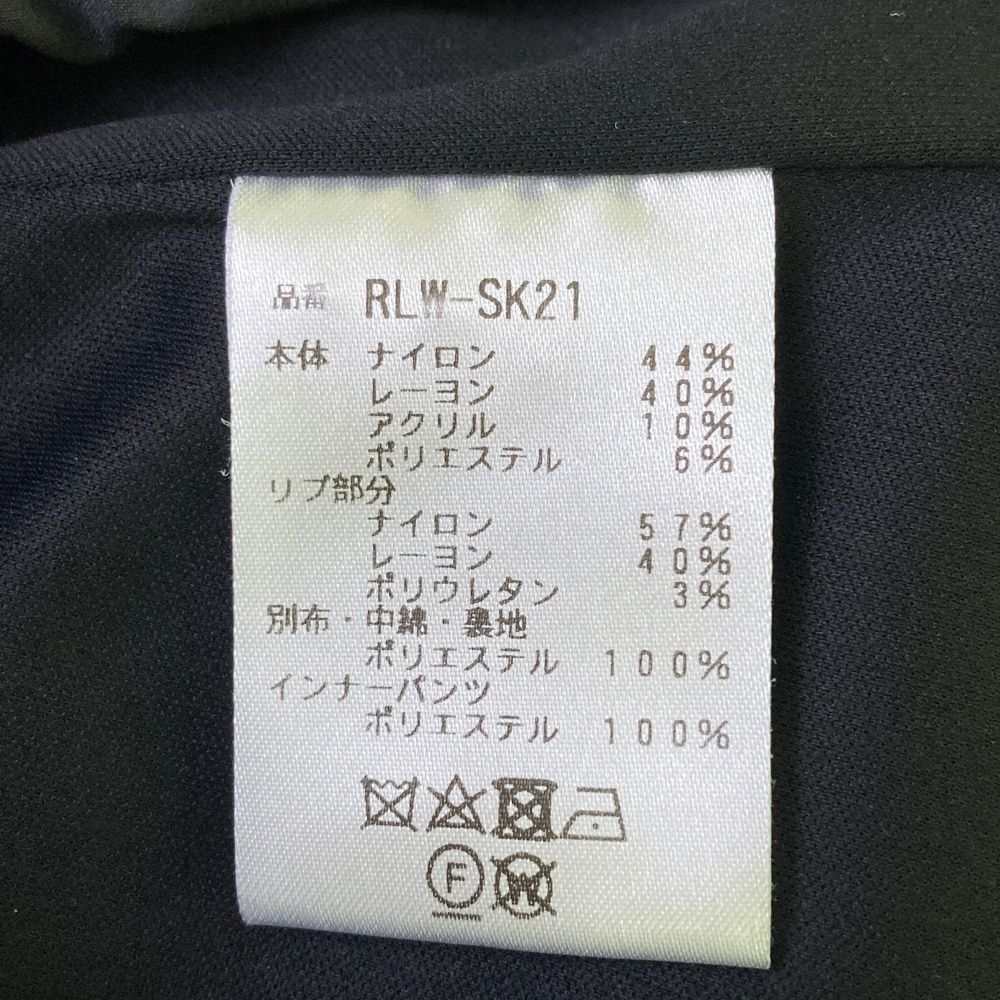 品番 RLW-SK21
本体 ナイロン 44%
レーヨン 40%
アクリル 10%
ポリエステル 6%
リブ部分
ナイロン 57%
レーヨン 40%
ポリウレタン 3%
別布・中綿・裏地
ポリエステル 100%
インナーパンツ
ポリエステル 100%
F W